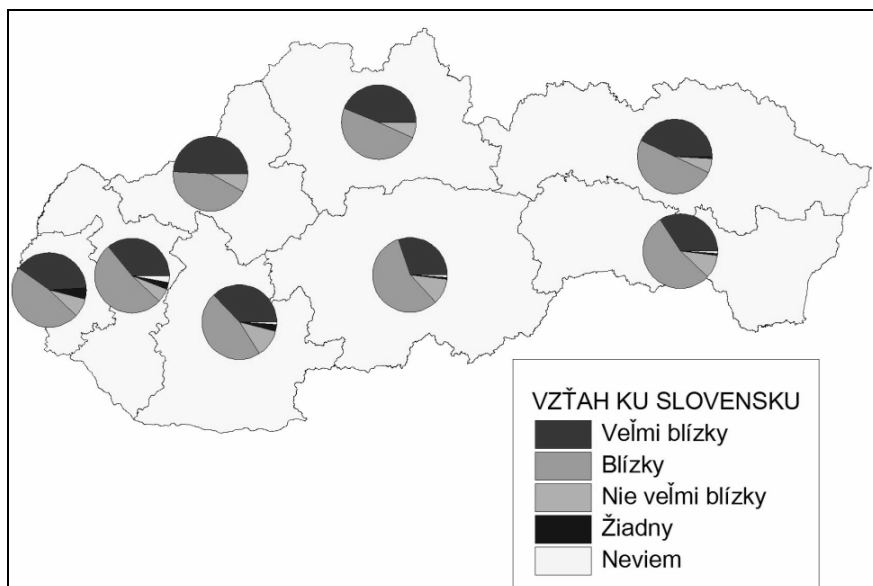 VZŤAH KU SLOVENSKU
Veľmi blízky
Blízky
Nie veľmi blízky
Žiadny
Neviem